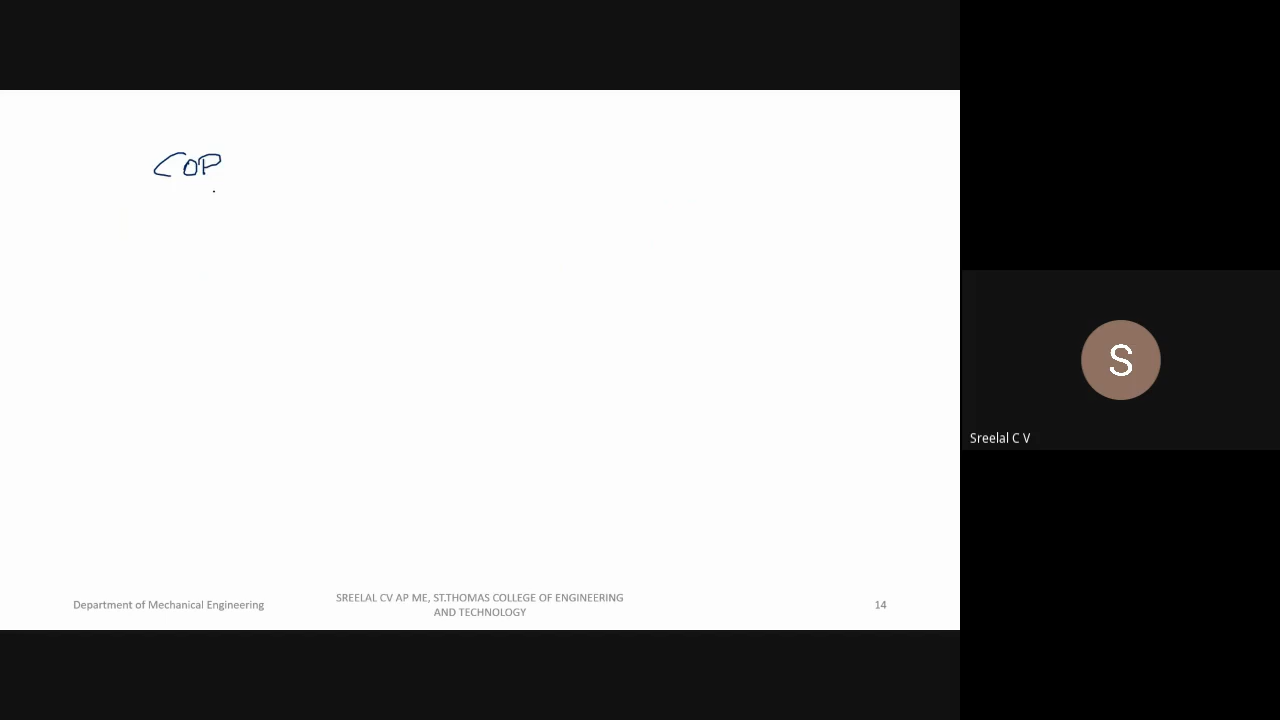 COP
Department of Mechanical Engineering
SREELAL CV AP ME, ST.THOMAS COLLEGE OF ENGINEERING
AND TECHNOLOGY
14
S
Sreelal C V